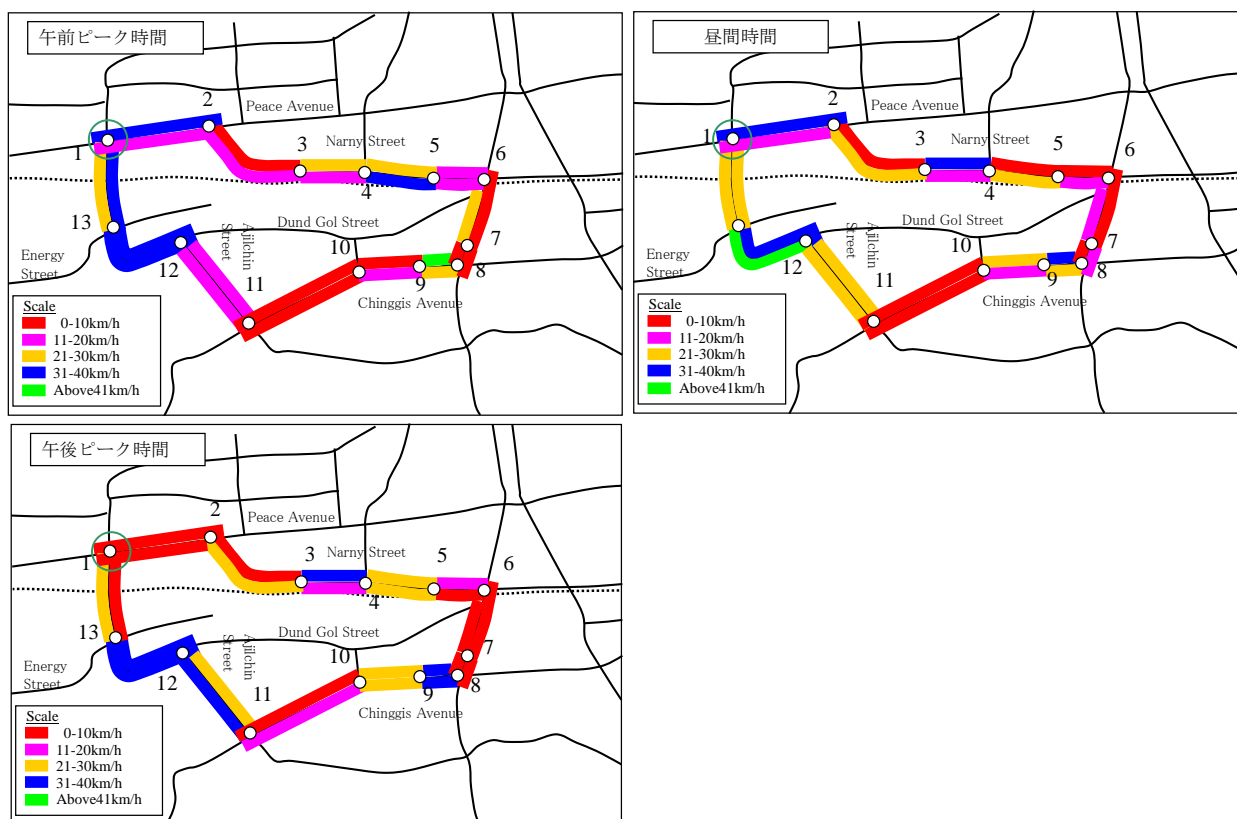 午前ピーク時間
2
Peace Avenue
1
3
Narny Street
5
6
4
13
Energy
Street
12
Ajilchin
Street
Dund Gol Street
11
10
7
9
8
Chinggis Avenue
Scale
0-10km/h
11-20km/h
21-30km/h
31-40km/h
Above41km/h
昼間時間
2
Peace Avenue
1
3
Narny Street
5
6
4
Energy
Street
12
Ajilchin
Street
Dund Gol Street
11
10
7
9
8
Chinggis Avenue
Scale
0-10km/h
11-20km/h
21-30km/h
31-40km/h
Above41km/h
午後ピーク時間
2
Peace Avenue
1
3
Narny Street
5
6
4
13
Energy
Street
12
Ajilchin
Street
Dund Gol Street
11
10
7
9
8
Chinggis Avenue
Scale
0-10km/h
11-20km/h
21-30km/h
31-40km/h
Above41km/h